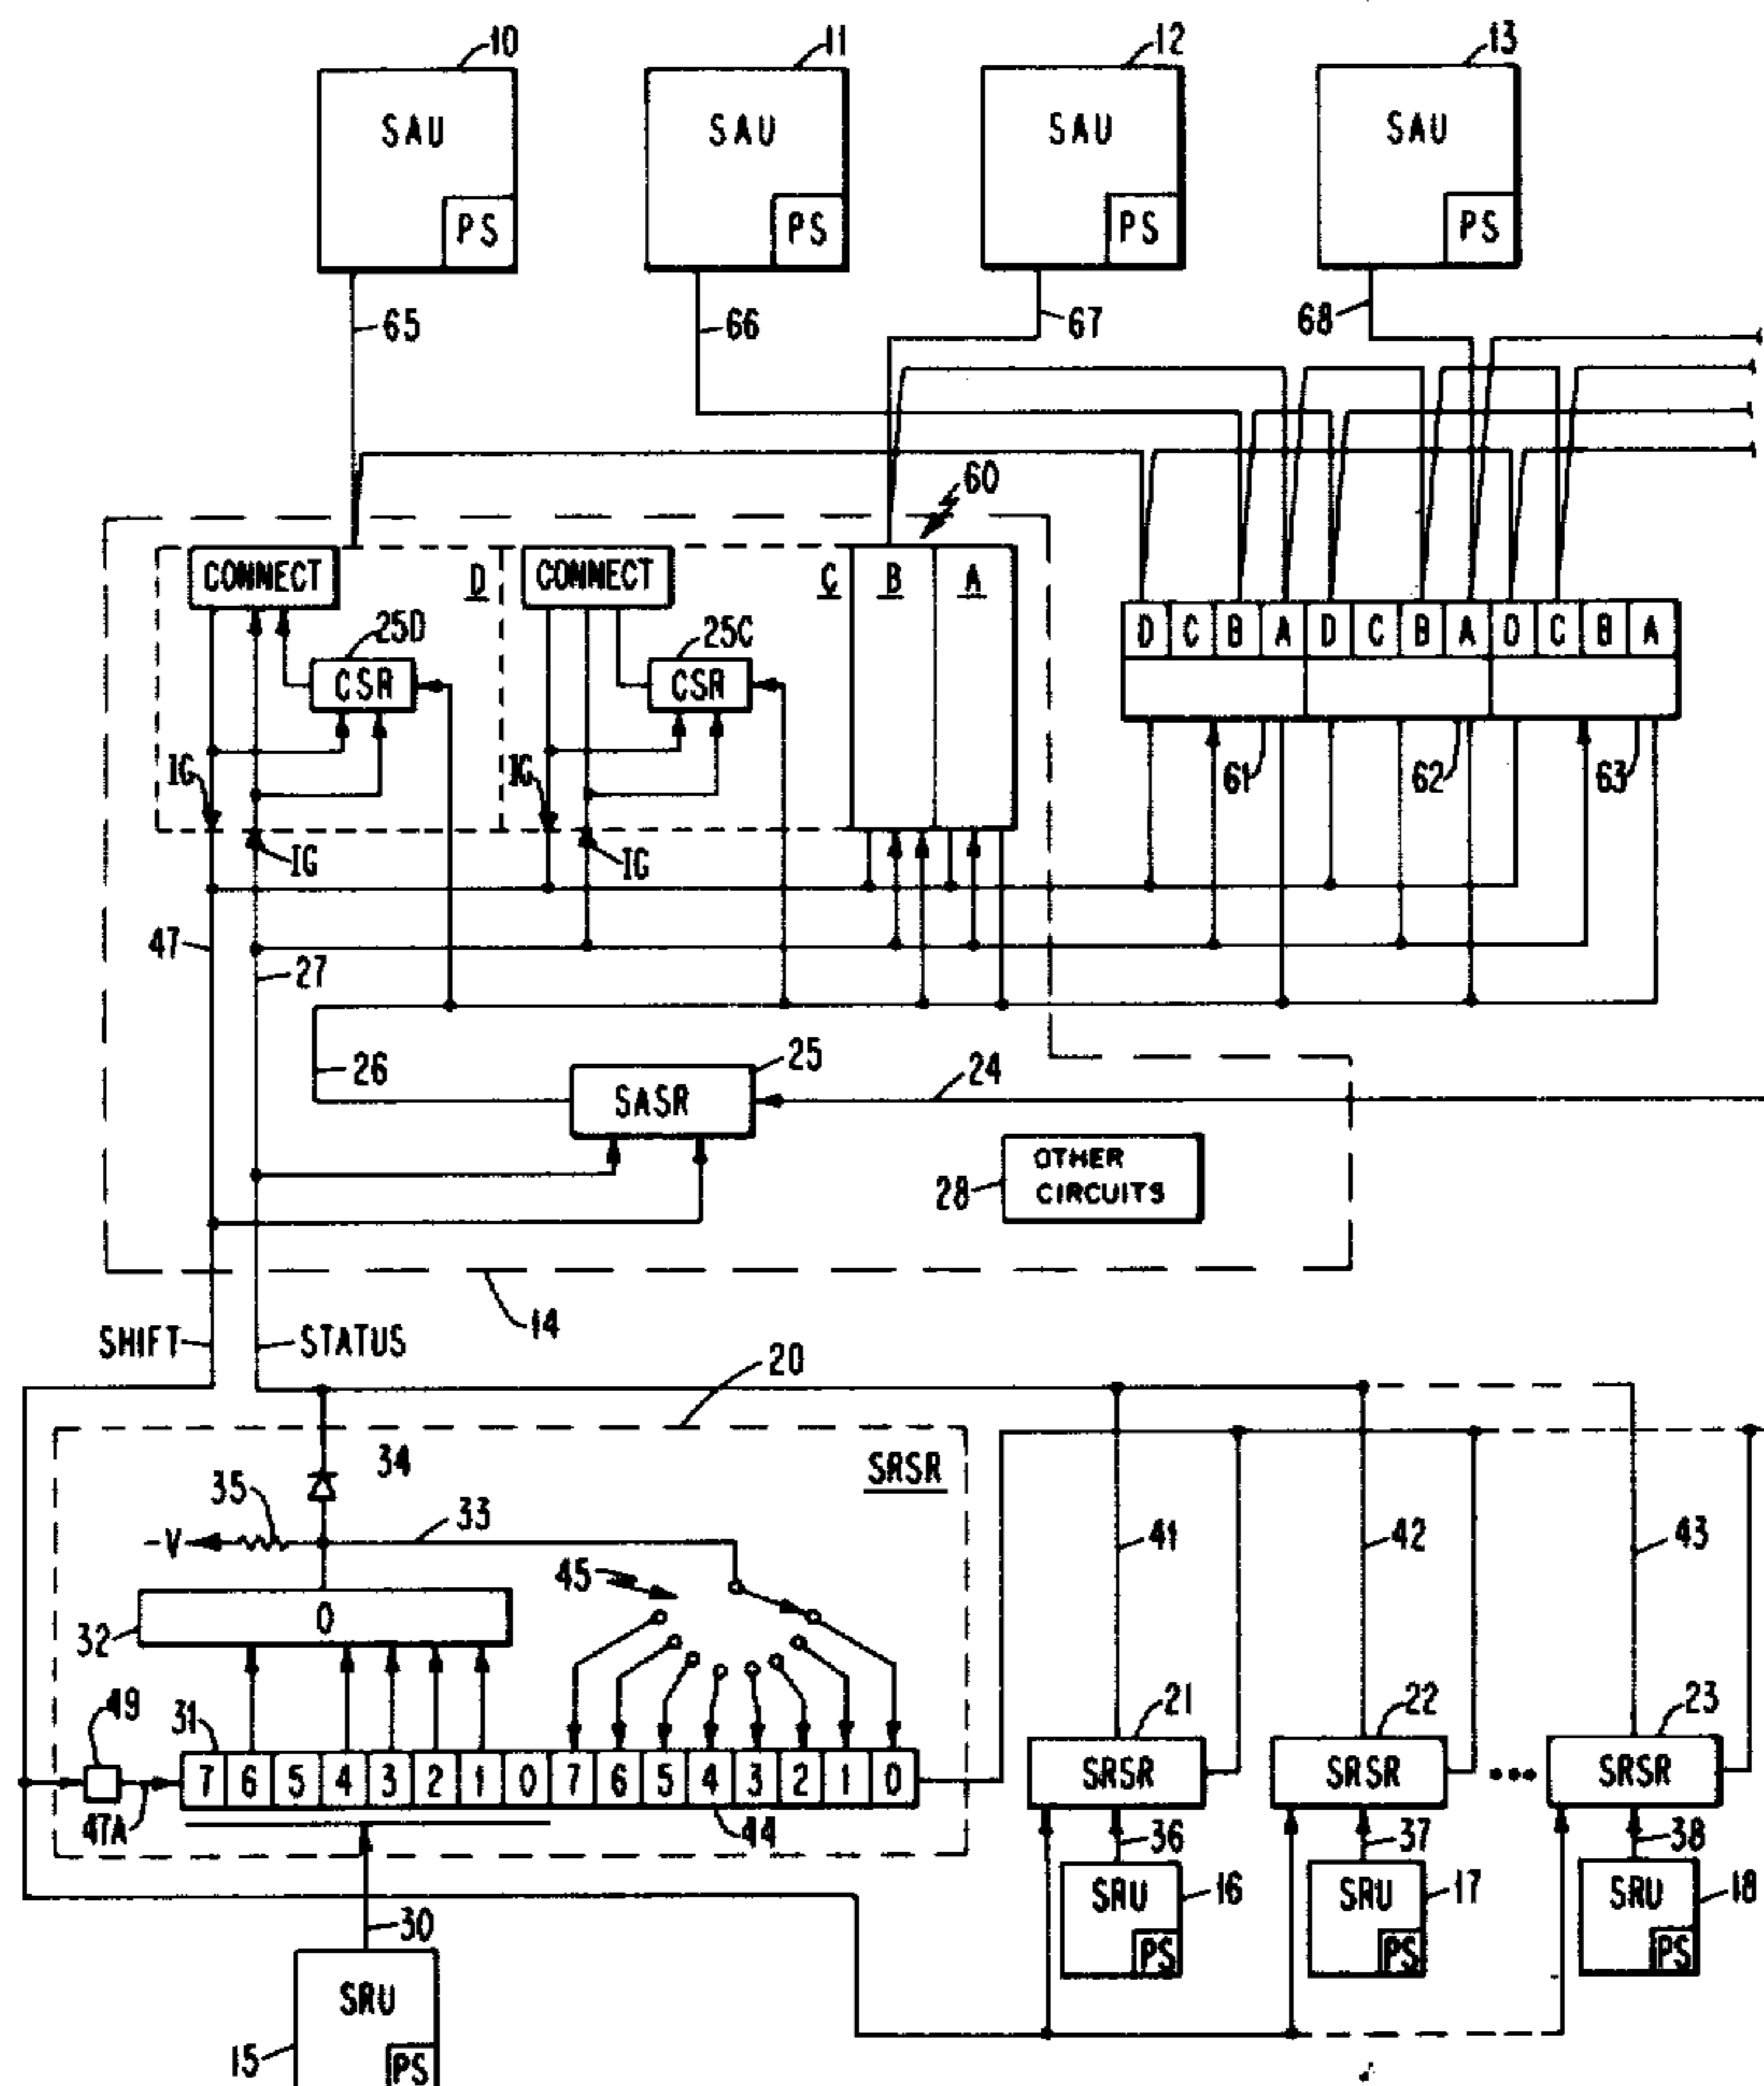 10 11 12 13
SAU SAU SAU SAU
PS PS PS PS
65 66 67 68
60
CONNECT D CONNECT C B A
25D 25C
CSR CSR
D C B A D C B A D C B A
IG IG
61 62 63
IG IG
47
27
26 25 24
SASR
28 OTHER CIRCUITS
14
SHIFT STATUS
20
34 SRSR
35
-V 33 41 42 43
45
32 0
49 31 21 22 23
7 6 5 4 3 2 1 0 7 6 5 4 3 2 1 0 SRSR SRSR SRSR
47A 44 36 37 38
SRU 16 SRU 17 SRU 18
30 PS PS PS
SRU
15 PS